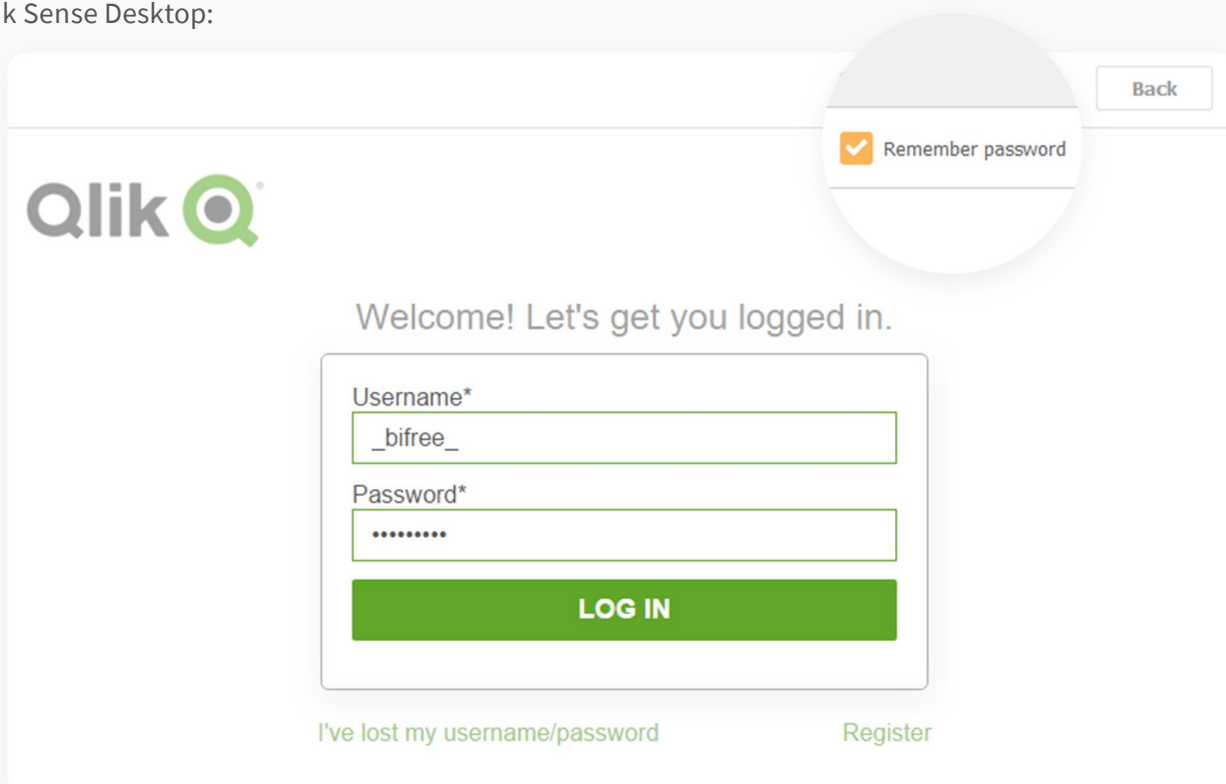 k Sense Desktop:
Back
Remember password
Qlik
Welcome! Let's get you logged in.
Username*
_bifree_
Password*
•••••••••
LOG IN
I've lost my username/password
Register